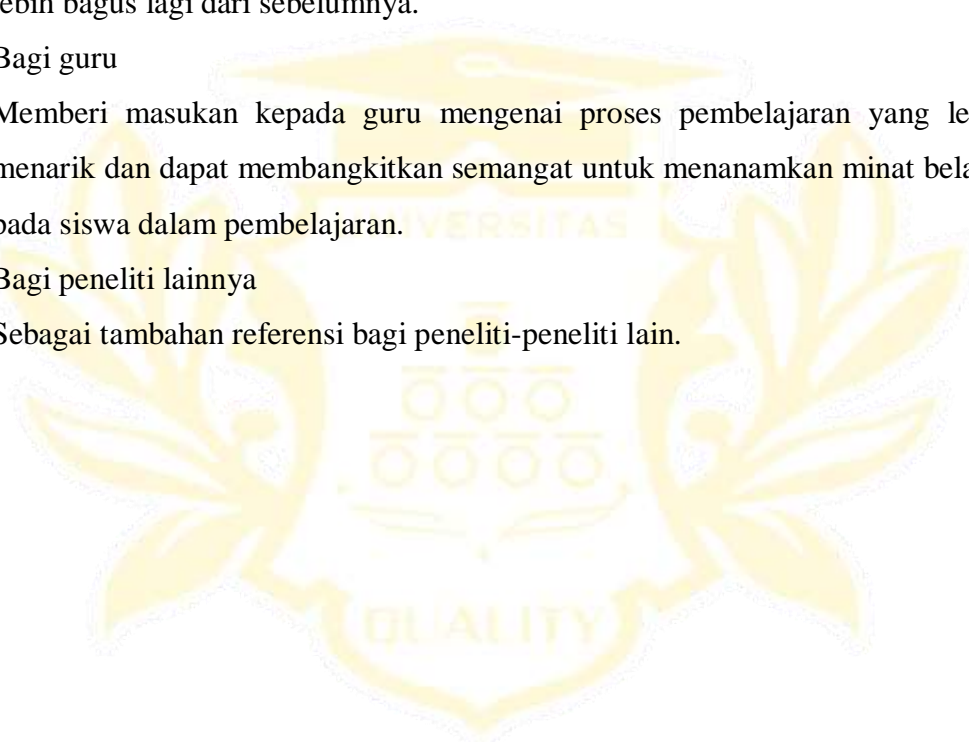 lebih bagus lagi dari sebelumnya.
Bagi guru
Memberi masukan kepada guru mengenai proses pembelajaran yang le
menarik dan dapat membangkitkan semangat untuk menanamkan minat bela
pada siswa dalam pembelajaran.
UNIVERSITAS
Bagi peneliti lainnya
Sebagai tambahan referensi bagi peneliti-peneliti lain.
QUALITY